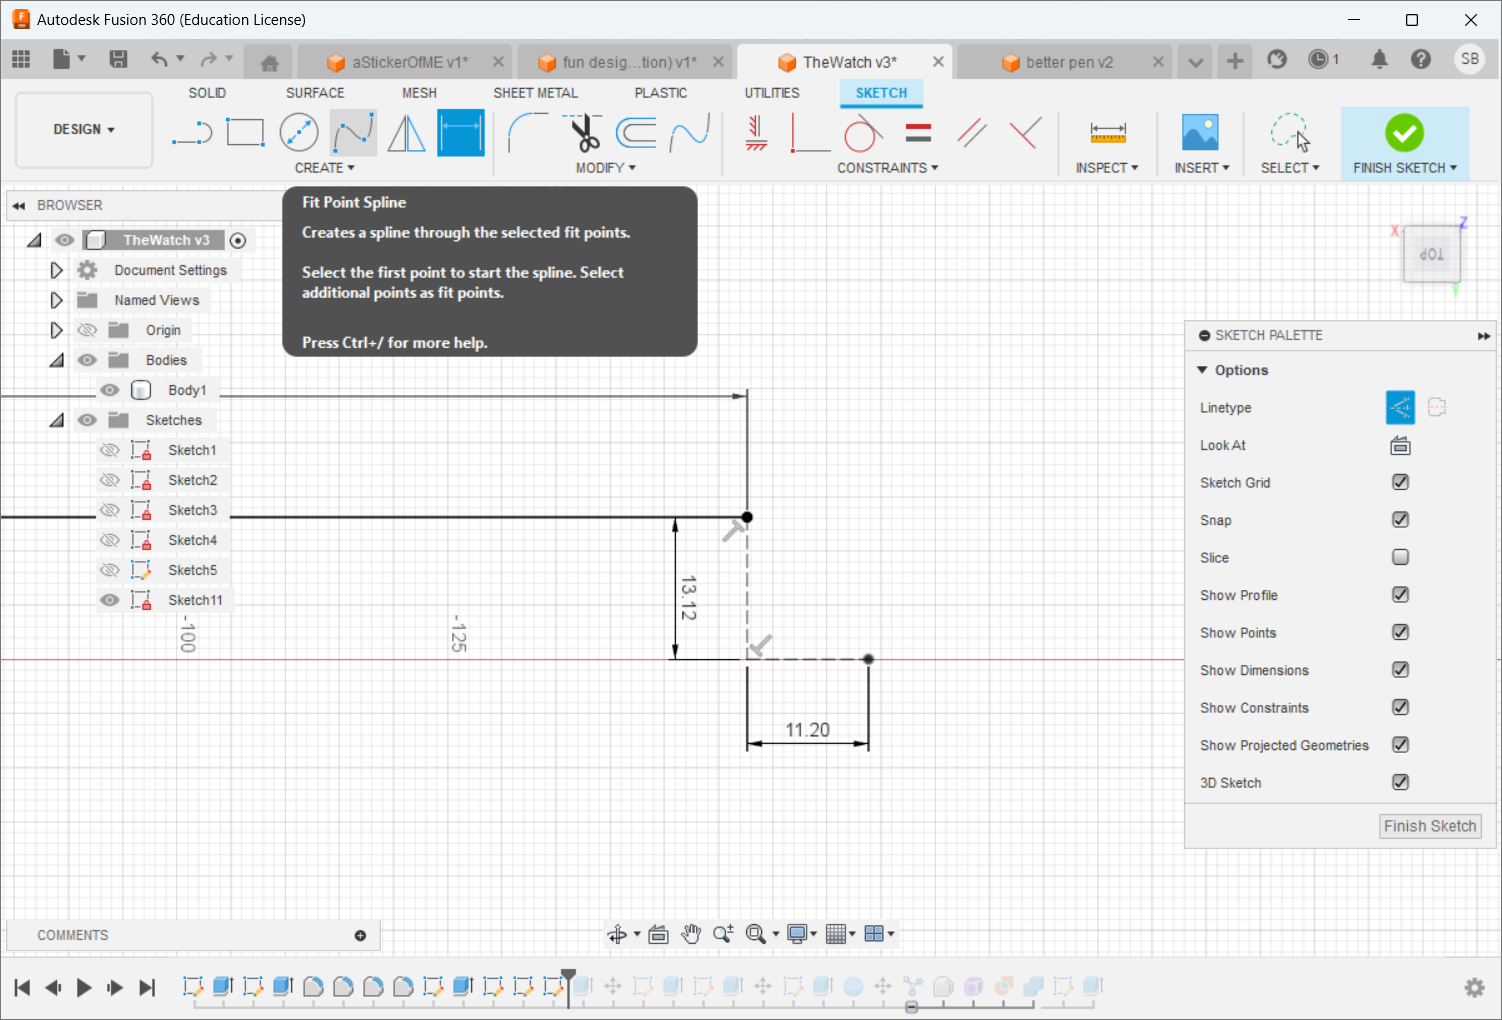 Autodesk Fusion 360 (Education License)
1
SB
aStickerOfME v1*
fun desig...tion) v1*
TheWatch v3*
better pen v2
SOLID
SURFACE
MESH
SHEET METAL
PLASTIC
UTILITIES
SKETCH
DESIGN
CREATE
MODIFY
CONSTRAINTS
INSPECT
INSERT
SELECT
FINISH SKETCH
Fit Point Spline
Creates a spline through the selected fit points.
Select the first point to start the spline. Select
additional points as fit points.
Press Ctrl+/ for more help.
BROWSER
TheWatch v3
Document Settings
Named Views
Origin
Bodies
Body1
Sketches
Sketch1
Sketch2
Sketch3
Sketch4
Sketch5
Sketch11
-100
-125
13.12
11.20
X
Z
TOP
Y
SKETCH PALETTE
Options
Linetype
Look At
Sketch Grid
Snap
Slice
Show Profile
Show Points
Show Dimensions
Show Constraints
Show Projected Geometries
3D Sketch
Finish Sketch
COMMENTS